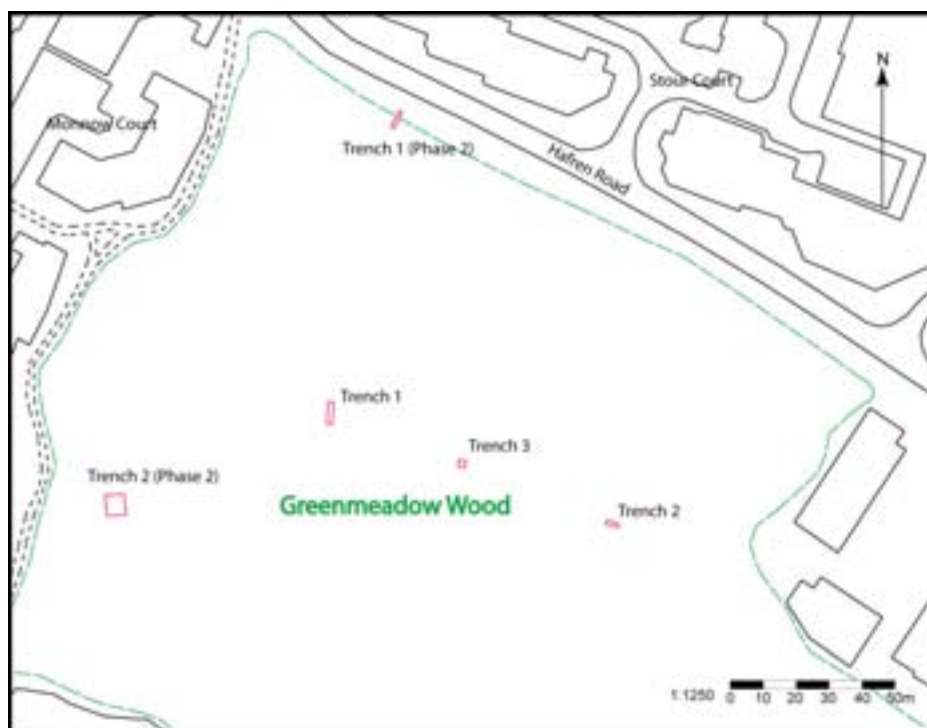 Stour Court
N
Monnow Court
Trench 1 (Phase 2)
Hafren Road
Trench 1
Trench 3
Trench 2 (Phase 2)
Greenmeadow Wood
Trench 2
1:1250 0 10 20 30 40 50m